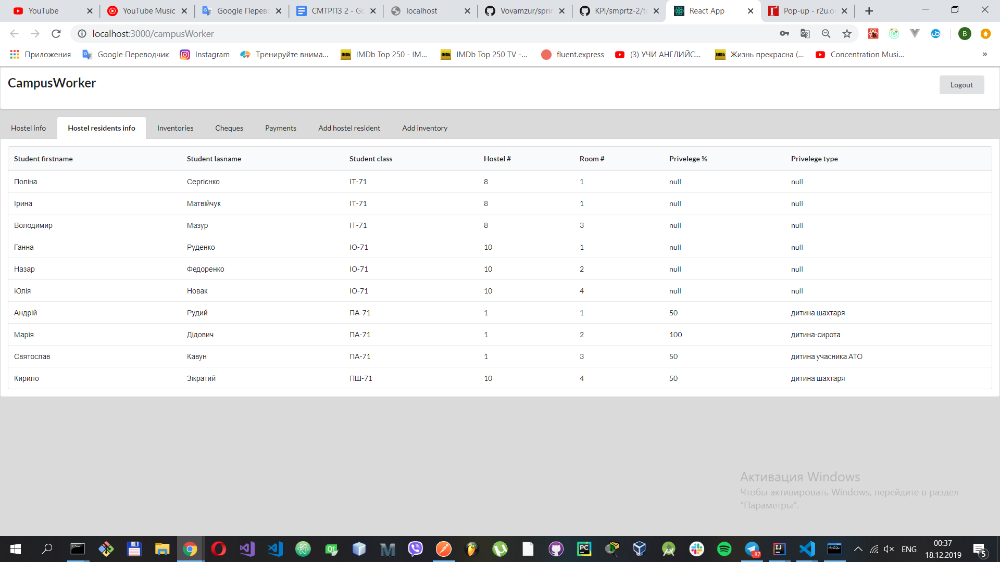 YouTube
YouTube Music
Google Перево
СМТРПЗ 2 - Go
localhost
Vovamzur/sprin
KPI/smprtz-2/to
React App
Pop-up - r2u.or
localhost:3000/campusWorker
B
Приложения
Google Переводчик
Instagram
Тренируйте внима...
IMDb Top 250 - IM...
IMDb Top 250 TV -...
fluent.express
(3) УЧИ АНГЛИЙС...
Жизнь прекрасна (...
Concentration Musi...
»
CampusWorker
Logout
Hostel info
Hostel residents info
Inventories
Cheques
Payments
Add hostel resident
Add inventory
Student firstname Student lasname Student class Hostel # Room # Privelege % Privelege type
Поліна Сергієнко ІТ-71 8 1 null null
Ірина Матвійчук ІТ-71 8 1 null null
Володимир Мазур ІТ-71 8 3 null null
Ганна Руденко ІО-71 10 1 null null
Назар Федоренко ІО-71 10 2 null null
Юлія Новак ІО-71 10 4 null null
Андрій Рудий ПА-71 1 1 50 дитина шахтаря
Марія Дідович ПА-71 1 2 100 дитина-сирота
Святослав Кавун ПА-71 1 3 50 дитина учасника АТО
Кирило Зікратий ПШ-71 10 4 50 дитина шахтаря
Активация Windows
Чтобы активировать Windows, перейдите в раздел
"Параметры".
ENG
00:37
18.12.2019
5